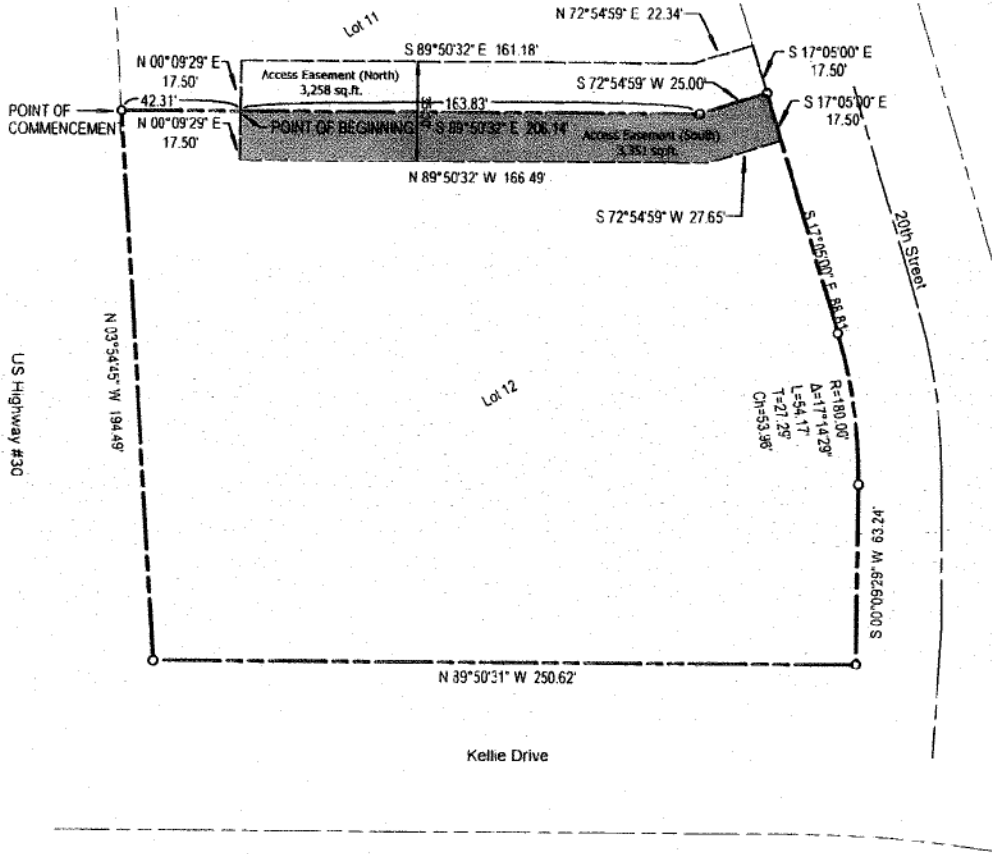 N 72°54'59" E 22.34'
Lot 11
S 89°50'32" E 161.18'
N 00°09'29" E
17.50'
S 17°05'00" E
17.50'
Access Easement (North)
3,258 sq.ft.
S 72°54'59" W 25.00'
42.31'
163.83'
S 17°05'00" E
17.50'
POINT OF
COMMENCEMENT
N 00°09'29" E
17.50'
POINT OF BEGINNING
S 89°50'32" E 206.14'
Access Easement (South)
3,351 sq.ft.
N 89°50'32" W 166.49'
S 72°54'59" W 27.65'
20th Street
S 17°05'00" E
N 03°54'45" W 194.49'
US Highway #30
Lot 12
R=180.00'
Δ=17°14'29"
L=54.17'
T=27.29'
Ch=53.96'
S 00°09'29" W 63.24'
N 89°50'31" W 250.62'
Kellie Drive